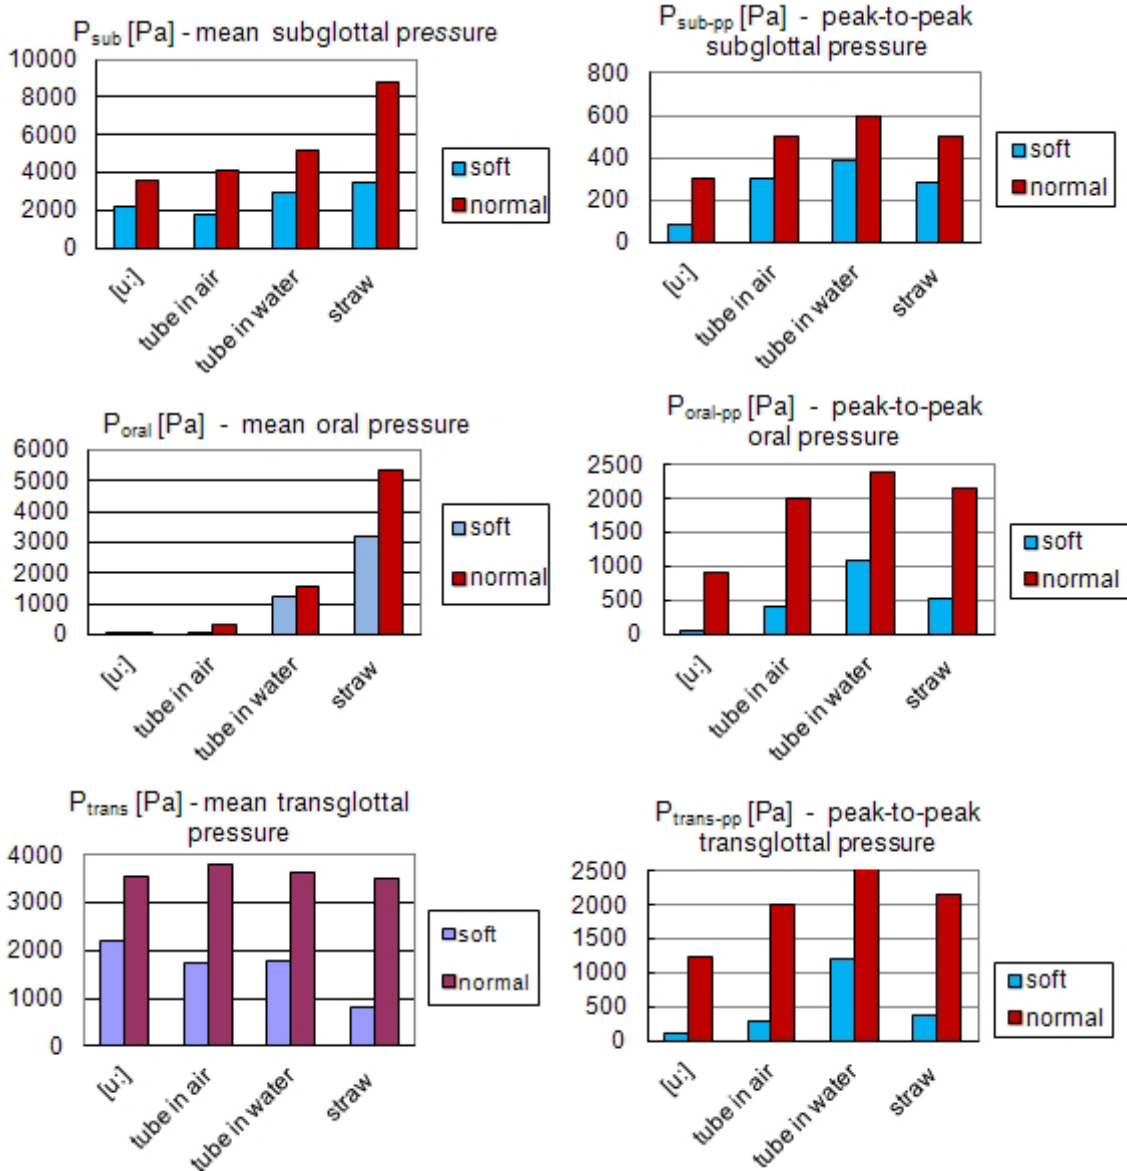 P_sub [Pa] - mean subglottal pressure
10000
8000
6000
4000
2000
0
[u:]
tube in air
tube in water
straw
soft
normal
P_sub-pp [Pa] - peak-to-peak
subglottal pressure
800
600
400
200
0
[u:]
tube in air
tube in water
straw
soft
normal
P_oral [Pa] - mean oral pressure
6000
5000
4000
3000
2000
1000
0
[u:]
tube in air
tube in water
straw
soft
normal
P_oral-pp [Pa] - peak-to-peak
oral pressure
2500
2000
1500
1000
500
0
[u:]
tube in air
tube in water
straw
soft
normal
P_trans [Pa] - mean transglottal
pressure
4000
3000
2000
1000
0
[u:]
tube in air
tube in water
straw
soft
normal
P_trans-pp [Pa] - peak-to-peak
transglottal pressure
2500
2000
1500
1000
500
0
[u:]
tube in air
tube in water
straw
soft
normal